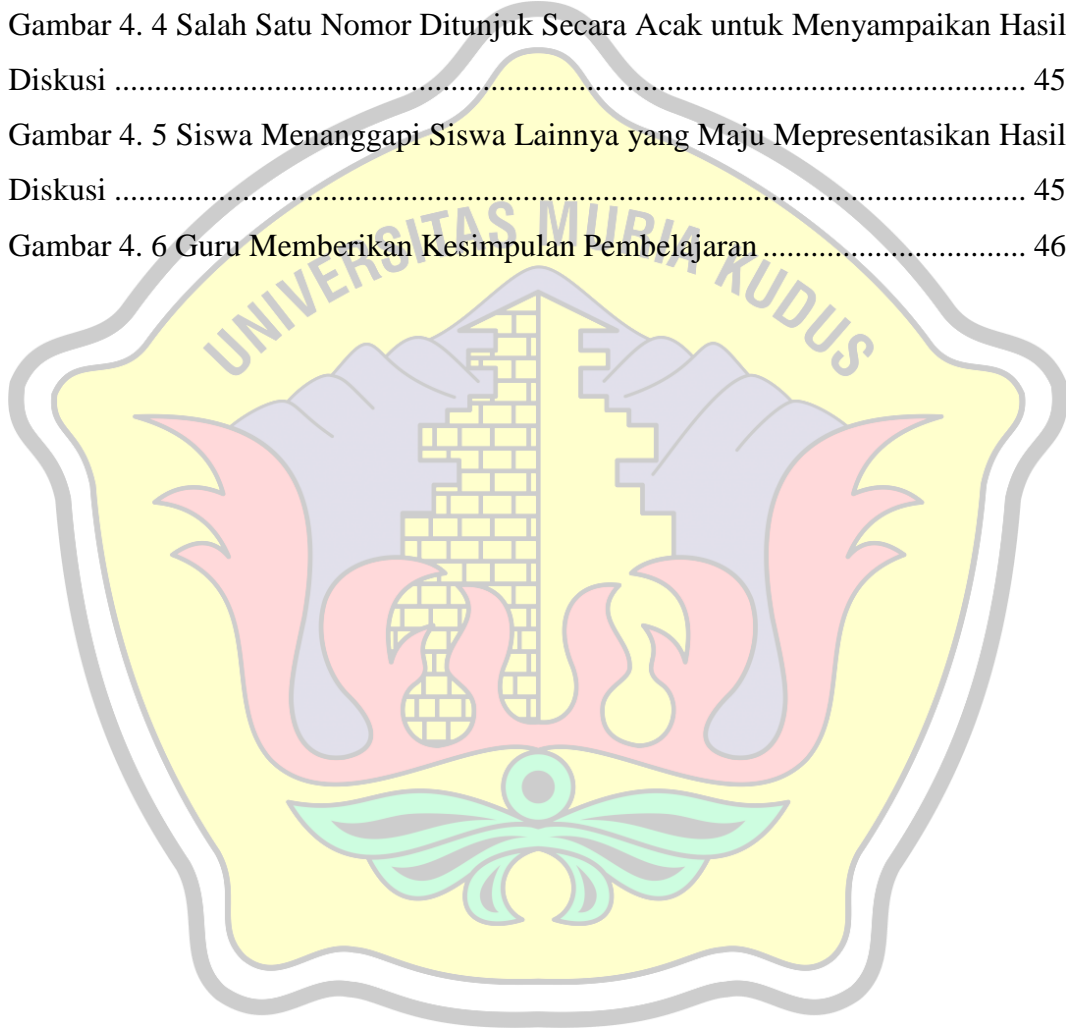 Gambar 4. 4 Salah Satu Nomor Ditunjuk Secara Acak untuk Menyampaikan Hasil
Diskusi ................................................................................................................. 45
Gambar 4. 5 Siswa Menanggapi Siswa Lainnya yang Maju Mepresentasikan Hasil
Diskusi ................................................................................................................. 45
Gambar 4. 6 Guru Memberikan Kesimpulan Pembelajaran ................................ 46
UNIVERSITAS MURIA KUDUS